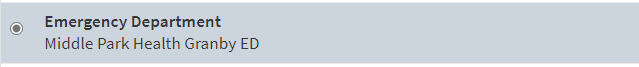 Emergency Department
Middle Park Health Granby ED